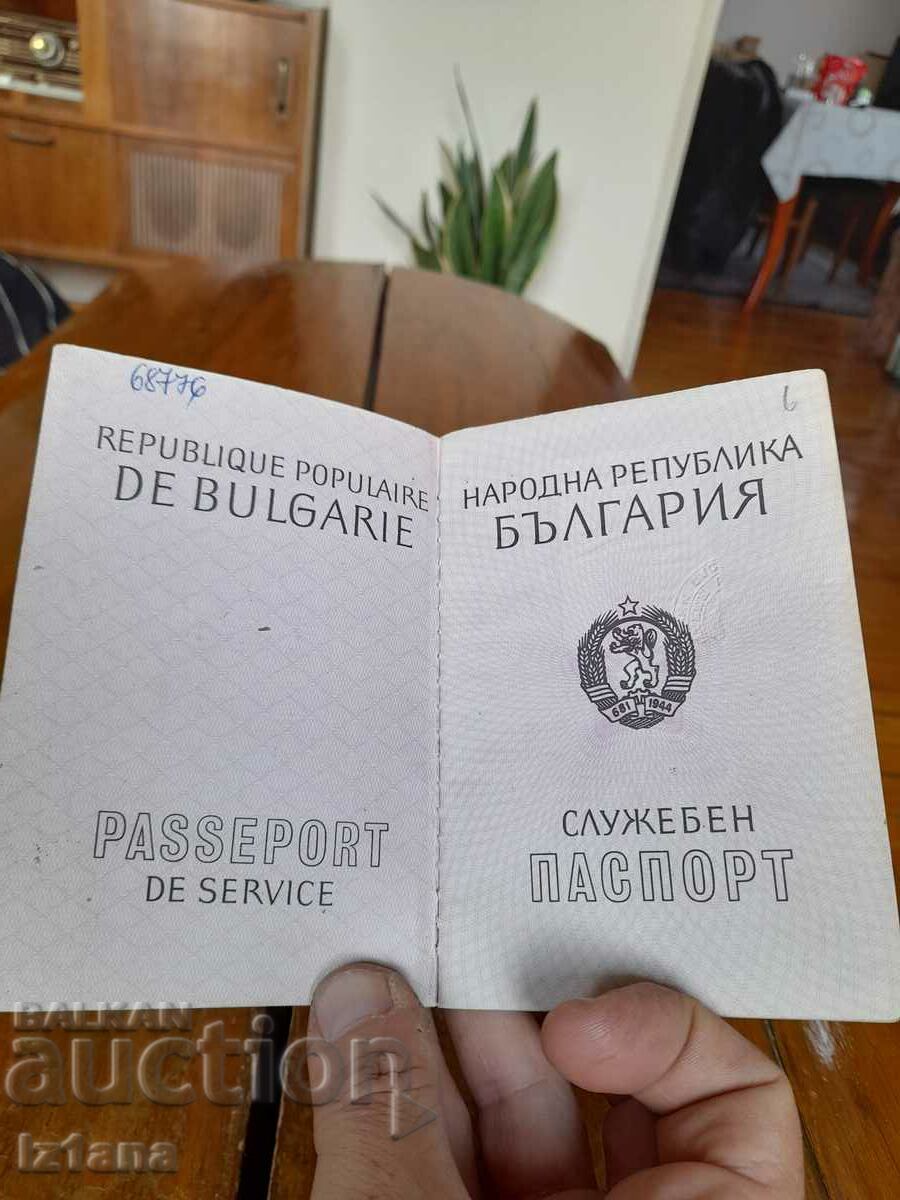 68776
REPUBLIQUE POPULAIRE
DE BULGARIE
PASSEPORT
DE SERVICE
6
НАРОДНА РЕПУБЛИКА
БЪЛГАРИЯ
681 1944
СЛУЖЕБЕН
ПАСПОРТ
BALKAN
auction
Iz1ana